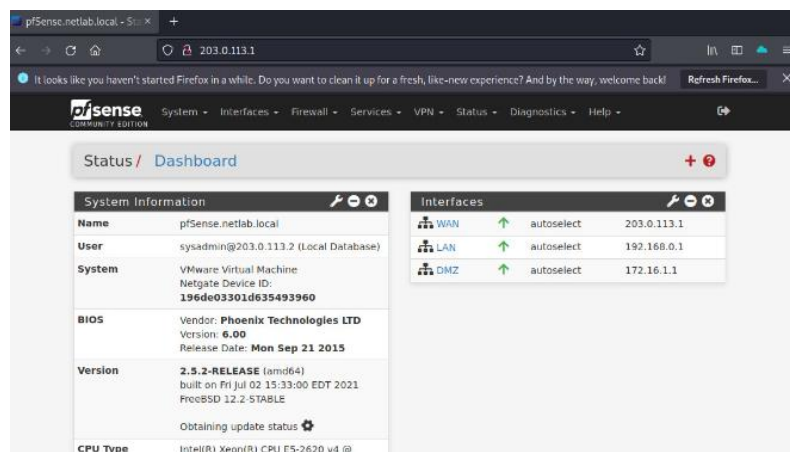 pfSense.netlab.local - Sta
203.0.113.1
It looks like you haven't started Firefox in a while. Do you want to clean it up for a fresh, like-new experience? And by the way, welcome back!
Refresh Firefox...
pfsense
COMMUNITY EDITION
System
Interfaces
Firewall
Services
VPN
Status
Diagnostics
Help
Status / Dashboard
System Information
Name pfSense.netlab.local
User sysadmin@203.0.113.2 (Local Database)
System VMware Virtual Machine
Netgate Device ID:
196de03301d635493960
BIOS Vendor: Phoenix Technologies LTD
Version: 6.00
Release Date: Mon Sep 21 2015
Version 2.5.2-RELEASE (amd64)
built on Fri Jul 02 15:33:00 EDT 2021
FreeBSD 12.2-STABLE
Obtaining update status
CPU Type Intel(R) Xeon(R) CPU E5-2620 v4 @
Interfaces
WAN autoselect 203.0.113.1
LAN autoselect 192.168.0.1
DMZ autoselect 172.16.1.1